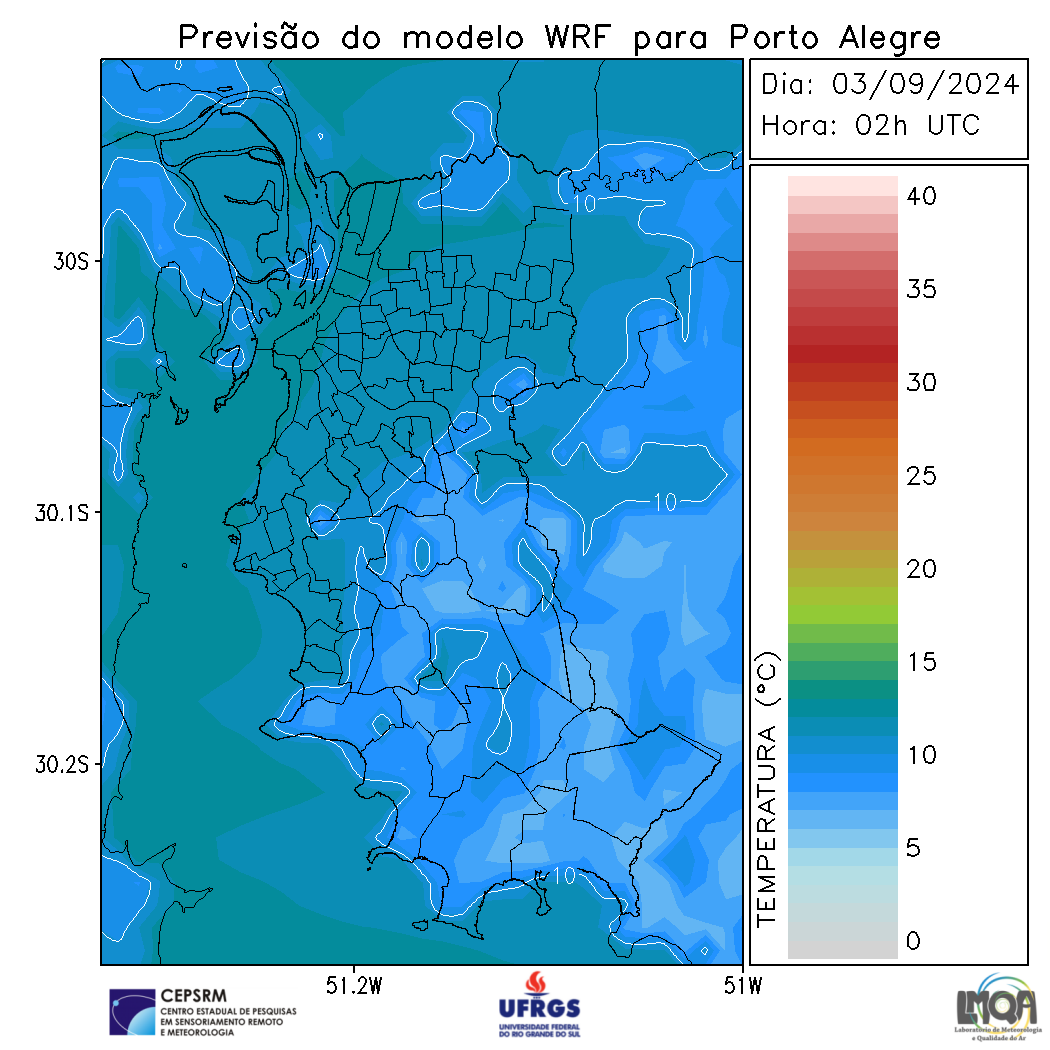 Previsão do modelo WRF para Porto Alegre
Dia: 03/09/2024
Hora: 02h UTC
30S
30.1S
30.2S
51.2W
51W
10
10
10
TEMPERATURA (°C)
40
35
30
25
20
15
10
5
0
CEPSRM
CENTRO ESTADUAL DE PESQUISAS
EM SENSORIAMENTO REMOTO
E METEOROLOGIA
UFRGS
UNIVERSIDADE FEDERAL
DO RIO GRANDE DO SUL
LMQA
Laboratório de Meteorologia
e Qualidade do Ar